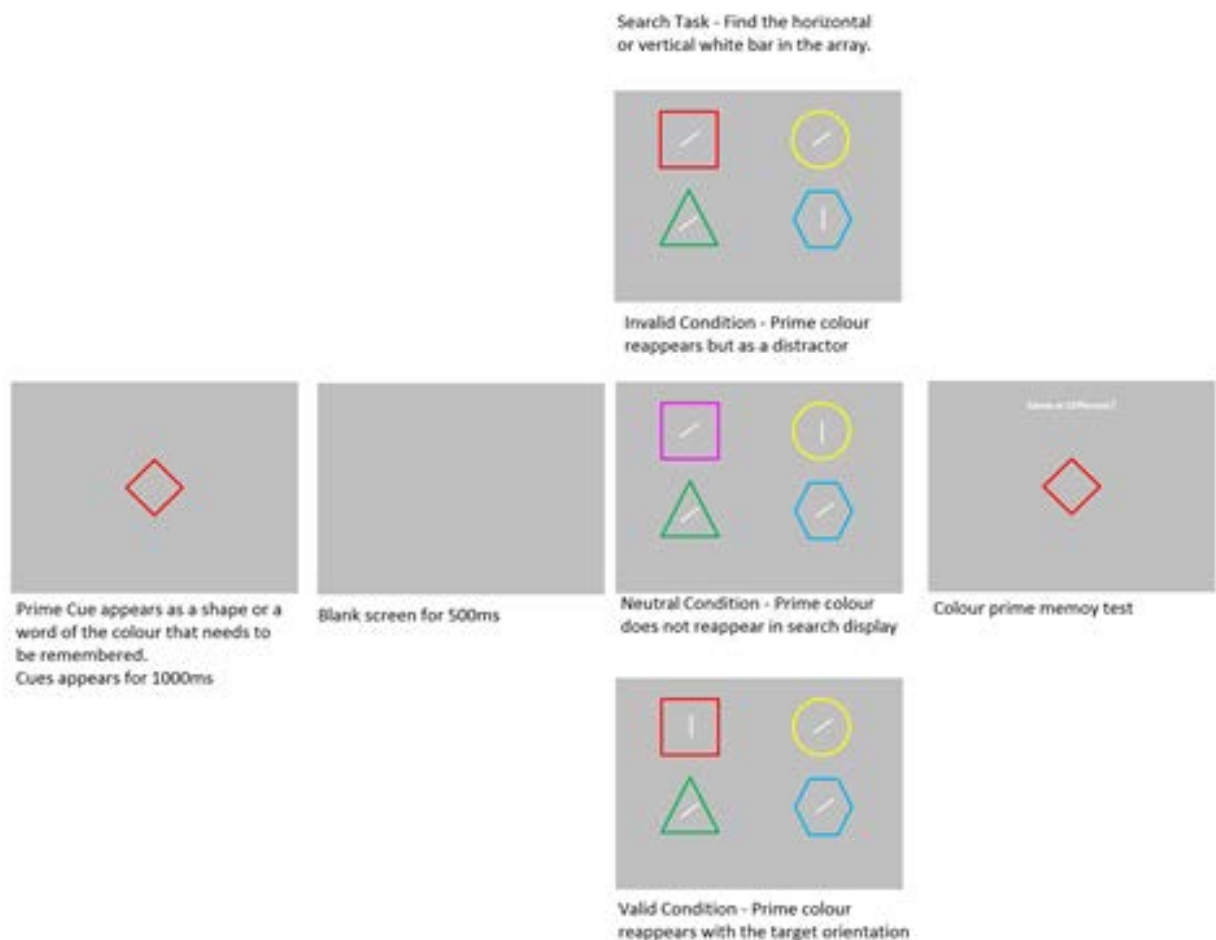 Search Task - Find the horizontal
or vertical white bar in the array.
Invalid Condition - Prime colour
reappears but as a distractor
Prime Cue appears as a shape or a
word of the colour that needs to
be remembered.
Cues appears for 1000ms
Blank screen for 500ms
Neutral Condition - Prime colour
does not reappear in search display
Same or Different?
Colour prime memoy test
Valid Condition - Prime colour
reappears with the target orientation